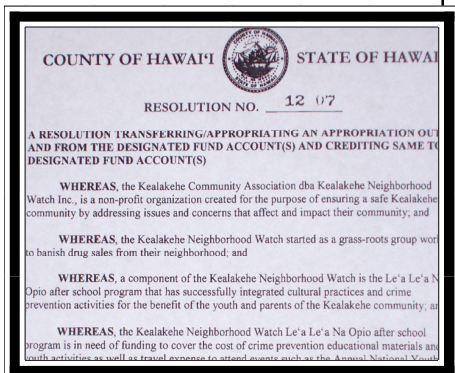 COUNTY OF HAWAIʻI STATE OF HAWAI
RESOLUTION NO. 12 07
A RESOLUTION TRANSFERRING/APPROPRIATING AN APPROPRIATION OUT
AND FROM THE DESIGNATED FUND ACCOUNT(S) AND CREDITING SAME TO
DESIGNATED FUND ACCOUNT(S)
WHEREAS, the Kealakehe Community Association dba Kealakehe Neighborhood
Watch Inc., is a non-profit organization created for the purpose of ensuring a safe Kealakehe
community by addressing issues and concerns that affect and impact their community; and
WHEREAS, the Kealakehe Neighborhood Watch started as a grass-roots group worl
to banish drug sales from their neighborhood; and
WHEREAS, a component of the Kealakehe Neighborhood Watch is the Leʻa Leʻa N
Opio after school program that has successfully integrated cultural practices and crime
prevention activities for the benefit of the youth and parents of the Kealakehe community; an
WHEREAS, the Kealakehe Neighborhood Watch Leʻa Leʻa Na Opio after school
program is in need of funding to cover the cost of crime prevention educational materials and
youth activities as well as travel expense to attend events such as the Annual National Youth